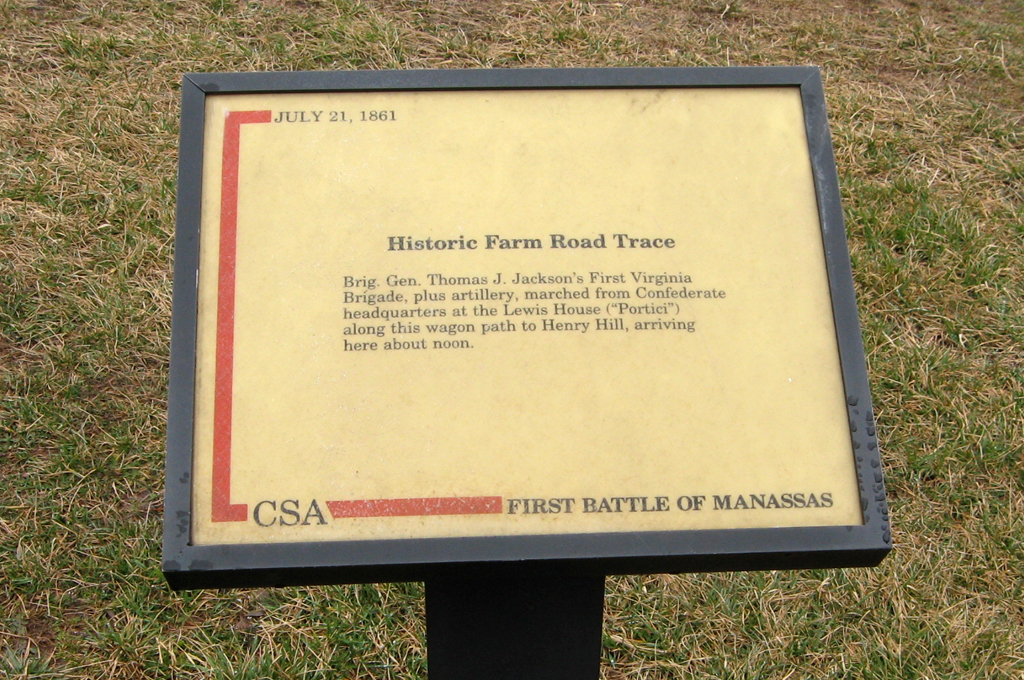 JULY 21, 1861
Historic Farm Road Trace
Brig. Gen. Thomas J. Jackson's First Virginia
Brigade, plus artillery, marched from Confederate
headquarters at the Lewis House ("Portici")
along this wagon path to Henry Hill, arriving
here about noon.
CSA FIRST BATTLE OF MANASSAS